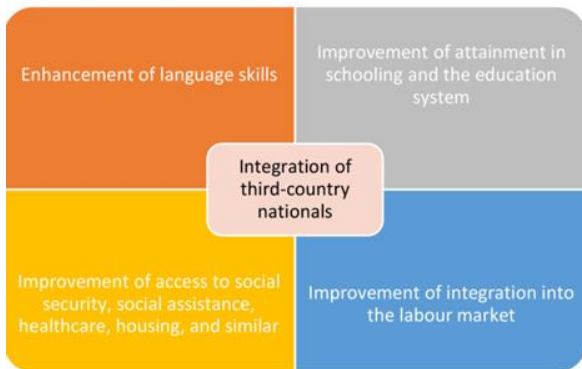 Enhancement of language skills
Improvement of attainment in
schooling and the education
system
Integration of
third-country
nationals
Improvement of access to social
security, social assistance,
healthcare, housing, and similar
Improvement of integration into
the labour market